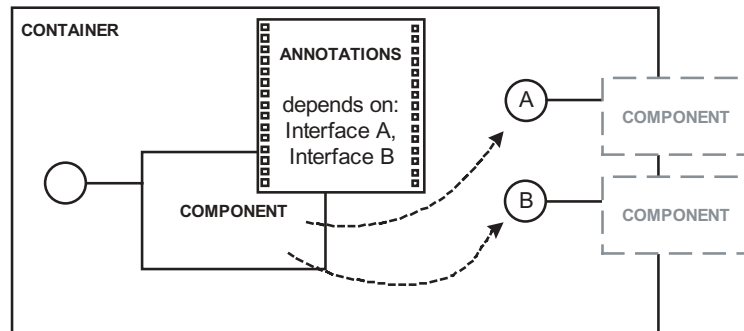 CONTAINER
ANNOTATIONS
depends on:
Interface A,
Interface B
A
COMPONENT
B
COMPONENT
COMPONENT